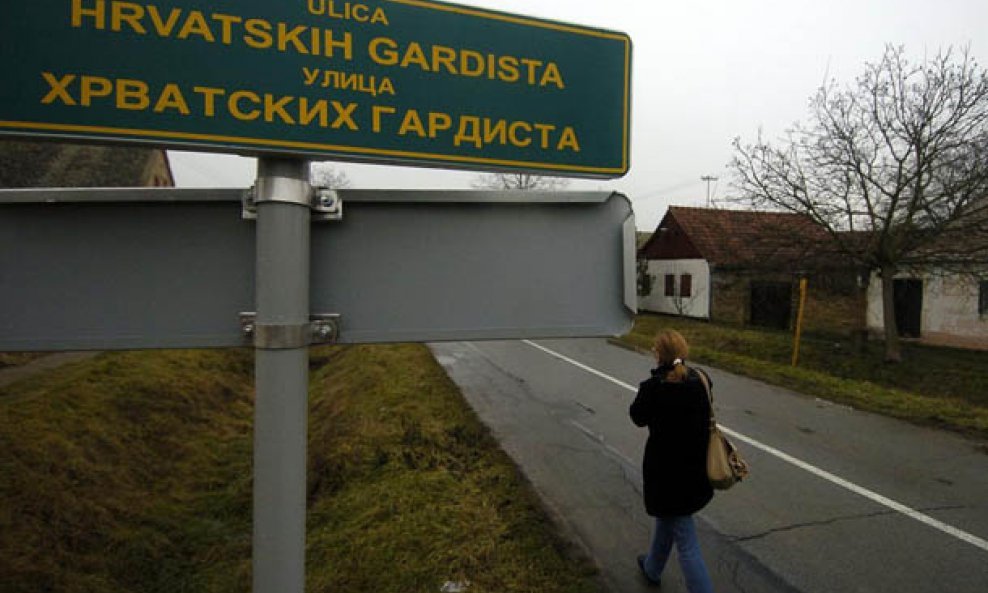 ULICA
HRVATSKIH GARDISTA
УЛИЦА
ХРВАТСКИХ ГАРДИСТА